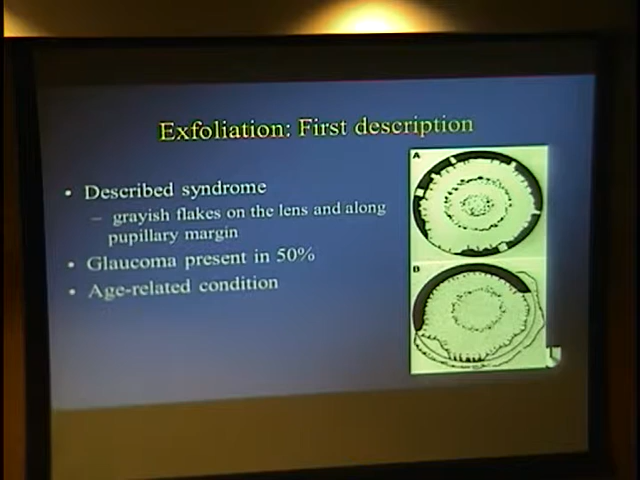 Exfoliation: First description
• Described syndrome
– grayish flakes on the lens and along
pupillary margin
• Glaucoma present in 50%
• Age-related condition
A
B